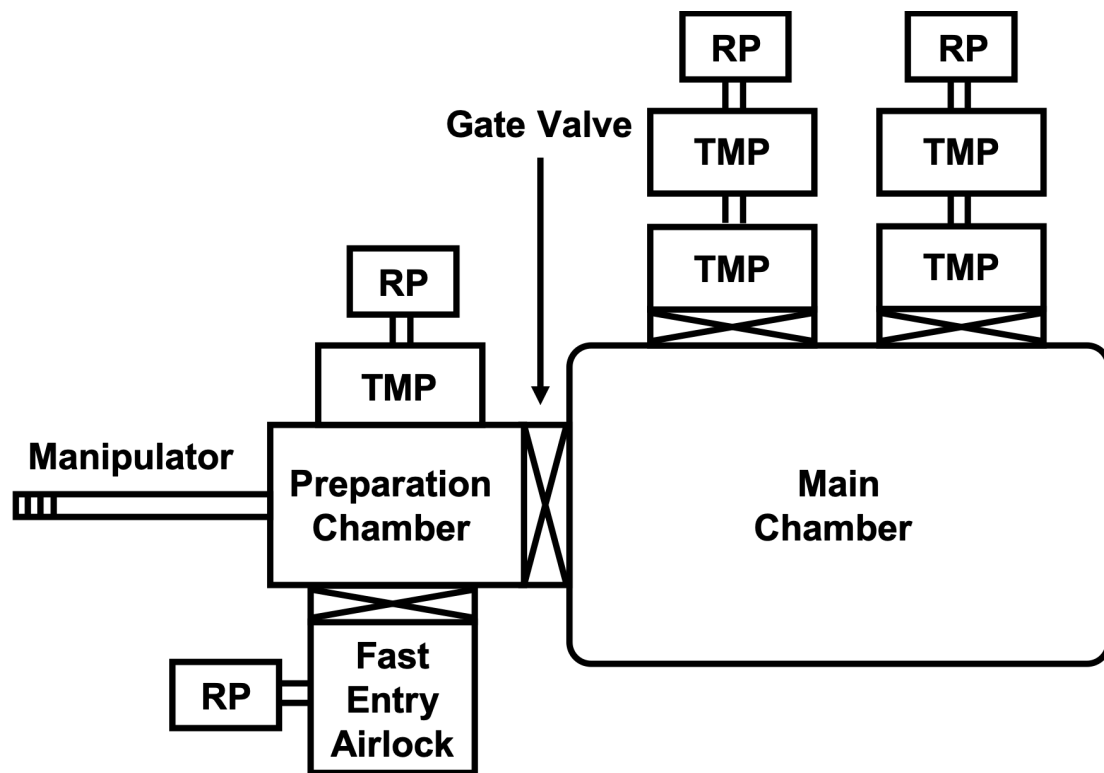 RP
RP
Gate Valve
TMP
TMP
TMP
TMP
RP
TMP
Manipulator
Preparation
Chamber
Main
Chamber
Fast
Entry
Airlock
RP